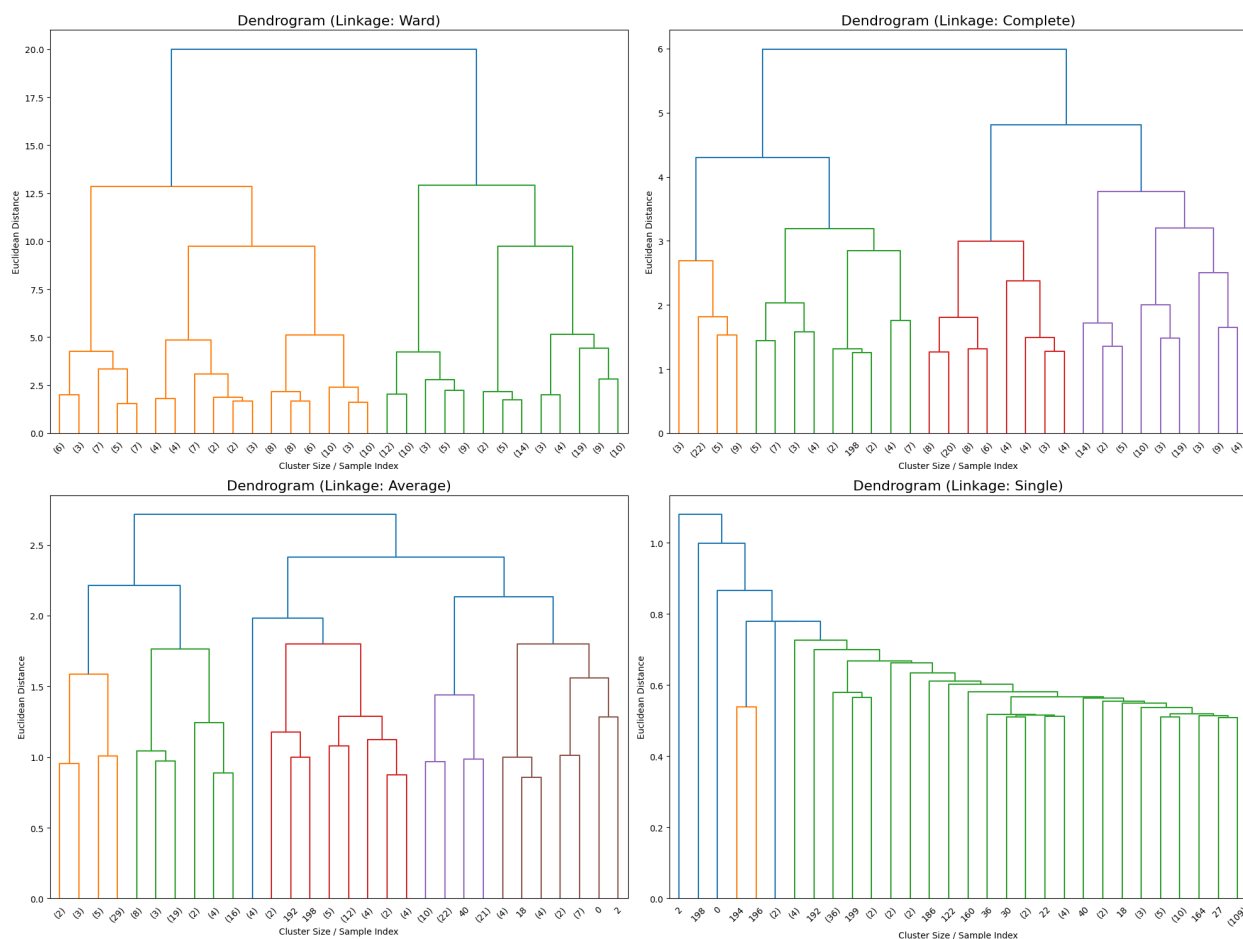 Dendrogram (Linkage: Ward)
20.0
17.5
15.0
12.5
10.0
7.5
5.0
2.5
0.0
Euclidean Distance
(6) (3) (7) (5) (7) (4) (4) (7) (2) (2) (3) (8) (8) (6) (10) (3) (10) (12) (10) (3) (5) (9) (2) (5) (14) (3) (4) (19) (9) (10)
Cluster Size / Sample Index
Dendrogram (Linkage: Complete)
6
5
4
3
2
1
0
Euclidean Distance
(3) (22) (5) (9) (5) (7) (3) (4) (2) 198 (2) (4) (7) (8) (20) (8) (6) (4) (4) (3) (4) (14) (2) (5) (10) (3) (19) (3) (9) (4)
Cluster Size / Sample Index
Dendrogram (Linkage: Average)
2.5
2.0
1.5
1.0
0.5
0.0
Euclidean Distance
(2) (3) (5) (29) (8) (3) (19) (2) (4) (16) (4) (2) 192 198 (5) (12) (4) (2) (4) (10) (22) 40 (21) (4) 18 (4) (2) (7) 0 2
Cluster Size / Sample Index
Dendrogram (Linkage: Single)
1.0
0.8
0.6
0.4
0.2
0.0
Euclidean Distance
2 198 0 194 196 (2) (4) 192 (36) 199 (2) (2) (2) 186 122 160 36 30 (2) 22 (4) 40 (2) 18 (3) (5) (10) 164 27 (109)
Cluster Size / Sample Index